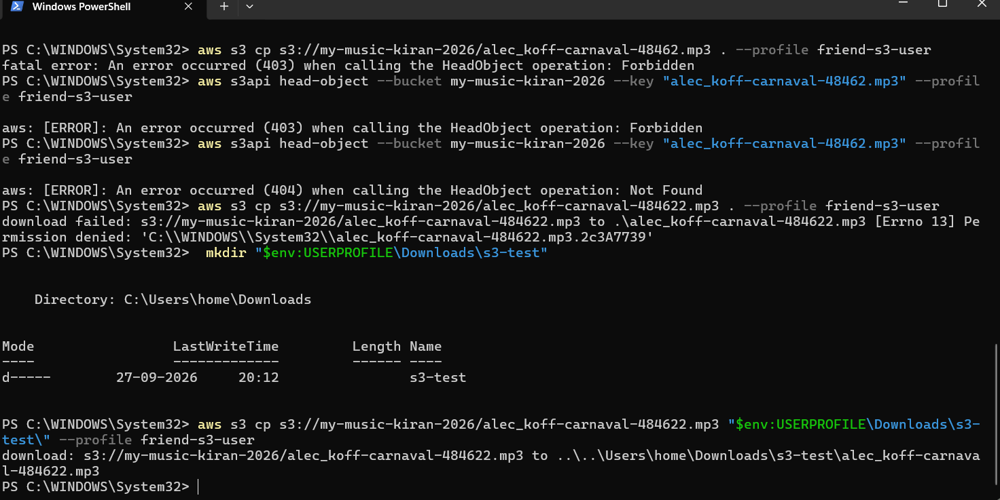 Windows PowerShell
PS C:\WINDOWS\System32> aws s3 cp s3://my-music-kiran-2026/alec_koff-carnaval-48462.mp3 . --profile friend-s3-user
fatal error: An error occurred (403) when calling the HeadObject operation: Forbidden
PS C:\WINDOWS\System32> aws s3api head-object --bucket my-music-kiran-2026 --key "alec_koff-carnaval-48462.mp3" --profil
e friend-s3-user
aws: [ERROR]: An error occurred (403) when calling the HeadObject operation: Forbidden
PS C:\WINDOWS\System32> aws s3api head-object --bucket my-music-kiran-2026 --key "alec_koff-carnaval-48462.mp3" --profil
e friend-s3-user
aws: [ERROR]: An error occurred (404) when calling the HeadObject operation: Not Found
PS C:\WINDOWS\System32> aws s3 cp s3://my-music-kiran-2026/alec_koff-carnaval-484622.mp3 . --profile friend-s3-user
download failed: s3://my-music-kiran-2026/alec_koff-carnaval-484622.mp3 to .\alec_koff-carnaval-484622.mp3 [Errno 13] Pe
rmission denied: 'C:\\WINDOWS\\System32\\alec_koff-carnaval-484622.mp3.2c3A7739'
PS C:\WINDOWS\System32>  mkdir "$env:USERPROFILE\Downloads\s3-test"
    Directory: C:\Users\home\Downloads
Mode                 LastWriteTime         Length Name
----                 -------------         ------ ----
d-----        27-09-2026     20:12                s3-test
PS C:\WINDOWS\System32> aws s3 cp s3://my-music-kiran-2026/alec_koff-carnaval-484622.mp3 "$env:USERPROFILE\Downloads\s3-
test\" --profile friend-s3-user
download: s3://my-music-kiran-2026/alec_koff-carnaval-484622.mp3 to ..\..\Users\home\Downloads\s3-test\alec_koff-carnava
l-484622.mp3
PS C:\WINDOWS\System32>